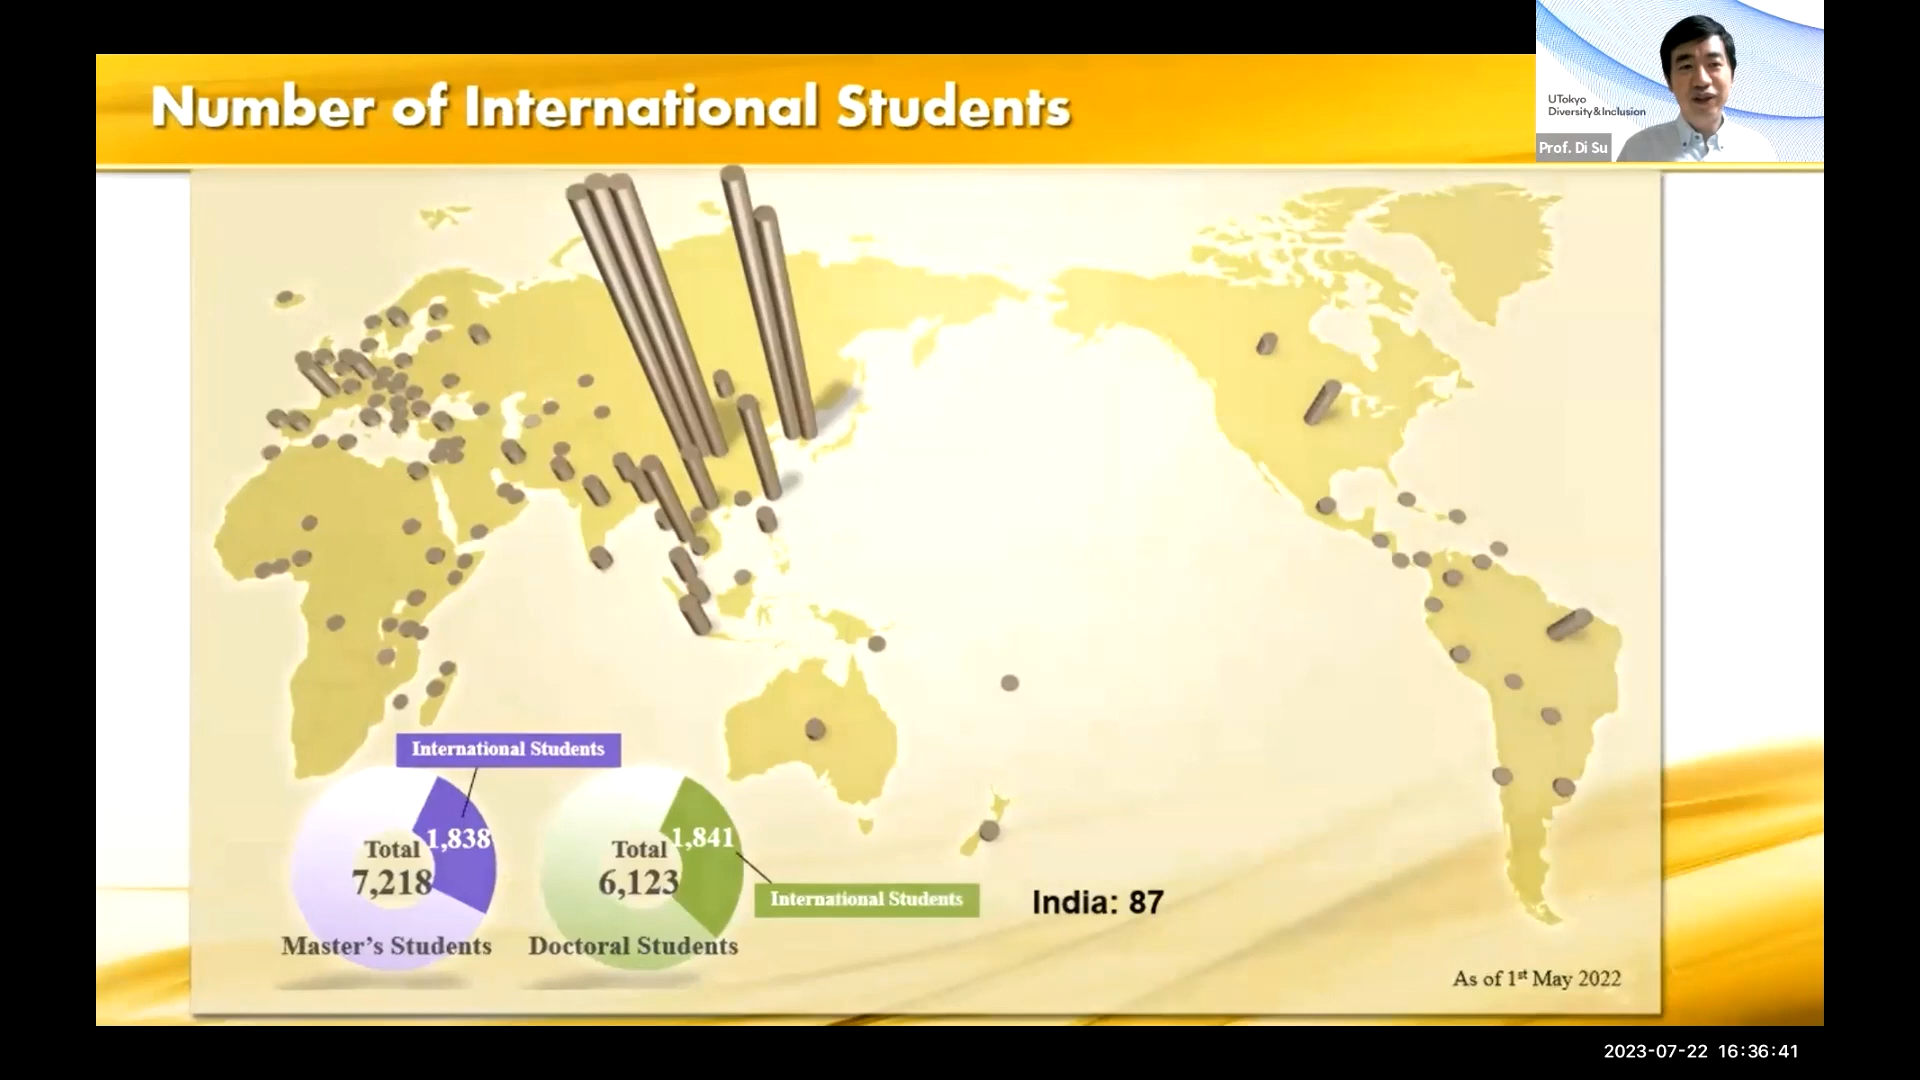 Number of International Students
UTokyo
Diversity&Inclusion
Prof. Di Su
International Students
1,838
Total
7,218
Master's Students
1,841
Total
6,123
International Students
Doctoral Students
India: 87
As of 1st May 2022
2023-07-22 16:36:41